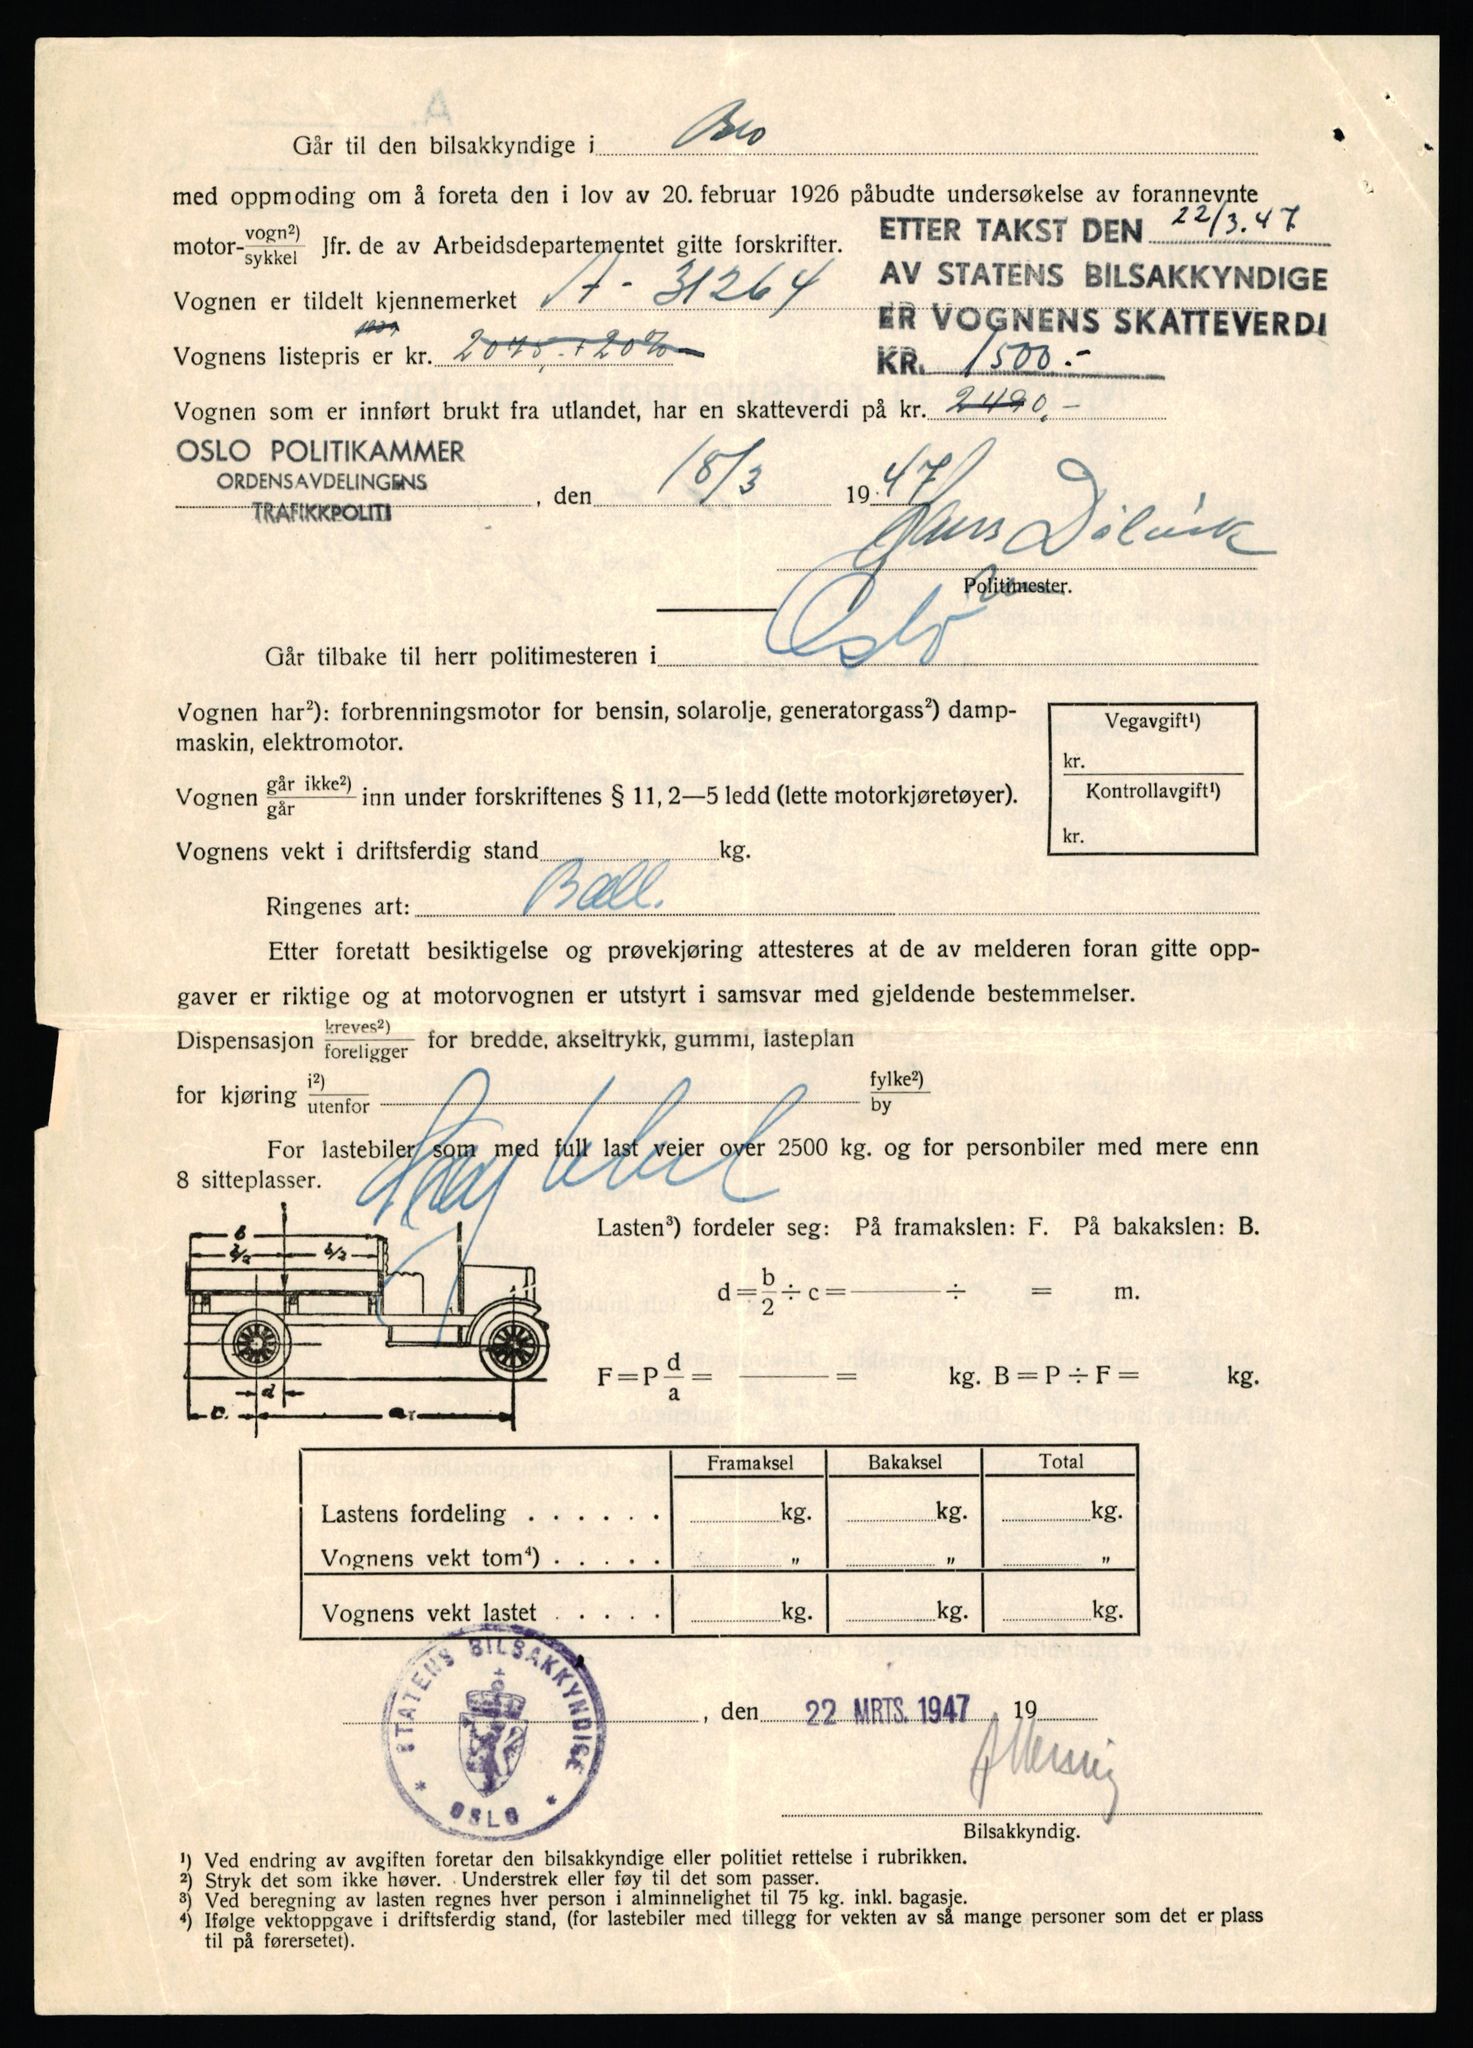 Går til den bilsakkyndige i
med oppmoding om å foreta den i lov av 20. februar 1926 påbudte undersøkelse av forannevnte
motor-vogn²)/sykkel Jfr. de av Arbeidsdepartementet gitte forskrifter.
ETTER TAKST DEN 22/3.47
AV STATENS BILSAKKYNDIGE
ER VOGNENS SKATTEVERDI
KR. 1500.-
Vognen er tildelt kjennemerket A-31264
1939
Vognens listepris er kr. 2075,-+20%
Vognen som er innført brukt fra utlandet, har en skatteverdi på kr. 2490,-
OSLO POLITIKAMMER
ORDENSAVDELINGENS
TRAFIKKPOLITI
, den 18/3 1947
Politimester.
Går tilbake til herr politimesteren i Oslo
Vognen har²): forbrenningsmotor for bensin, solarolje, generatorgass²) damp-
maskin, elektromotor.
Vegavgift¹)
kr.
Kontrollavgift¹)
kr.
Vognen går ikke²)/går inn under forskriftenes § 11, 2—5 ledd (lette motorkjøretøyer).
Vognens vekt i driftsferdig stand kg.
Ringenes art: Ball.
Etter foretatt besiktigelse og prøvekjøring attesteres at de av melderen foran gitte opp-
gaver er riktige og at motorvognen er utstyrt i samsvar med gjeldende bestemmelser.
Dispensasjon kreves²)/foreligger for bredde, akseltrykk, gummi, lasteplan
for kjøring i²)/utenfor fylke²)/by
For lastebiler som med full last veier over 2500 kg. og for personbiler med mere enn
8 sitteplasser.
Lasten³) fordeler seg: På framakslen: F. På bakakslen: B.
b
b/2 b/2
d = b/2 ÷ c = ÷ = m.
F = P d/a = = kg. B = P ÷ F = kg.
d
c. a
Framaksel Bakaksel Total
Lastens fordeling . . . . . . kg. kg. kg.
Vognens vekt tom⁴) . . . . . „ „ „
Vognens vekt lastet . . . . . kg. kg. kg.
STATENS BILSAKKYNDIGE
* OSLO *
, den 22 MRTS. 1947 19
Bilsakkyndig.
¹) Ved endring av avgiften foretar den bilsakkyndige eller politiet rettelse i rubrikken.
²) Stryk det som ikke høver. Understrek eller føy til det som passer.
³) Ved beregning av lasten regnes hver person i alminnelighet til 75 kg. inkl. bagasje.
⁴) Ifølge vektoppgave i driftsferdig stand, (for lastebiler med tillegg for vekten av så mange personer som det er plass
til på førersetet).